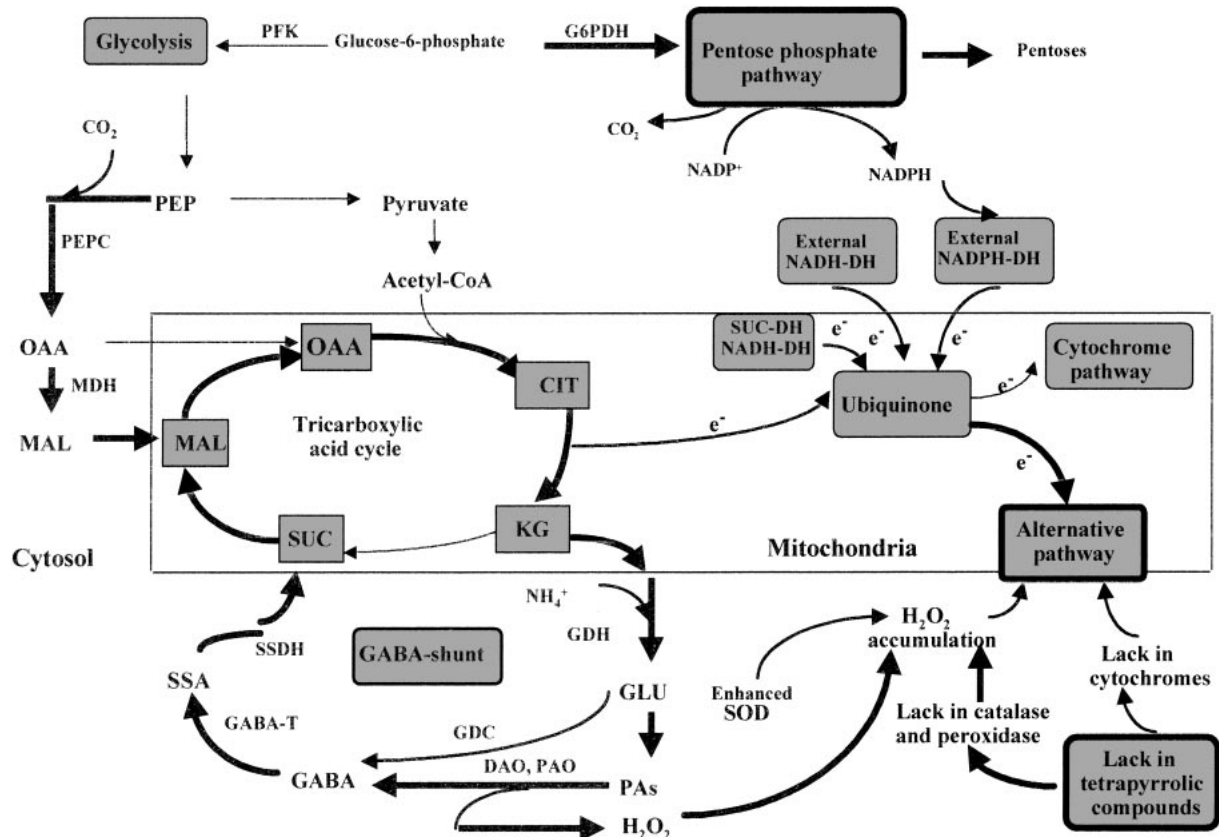 Glycolysis
PFK
Glucose-6-phosphate
G6PDH
Pentose phosphate
pathway
Pentoses
CO₂
CO₂
NADP⁺
NADPH
PEP
Pyruvate
PEPC
External
NADH-DH
External
NADPH-DH
Acetyl-CoA
OAA
OAA
SUC-DH
NADH-DH
e⁻
e⁻
e⁻
Cytochrome
pathway
MDH
CIT
Ubiquinone
e⁻
MAL
MAL
Tricarboxylic
acid cycle
e⁻
e⁻
SUC
KG
Cytosol
Mitochondria
Alternative
pathway
NH₄⁺
GDH
H₂O₂
accumulation
SSDH
GABA-shunt
Lack in
cytochromes
SSA
GLU
Enhanced
SOD
Lack in catalase
and peroxidase
GABA-T
GDC
DAO, PAO
GABA
PAs
Lack in
tetrapyrrolic
compounds
H₂O₂